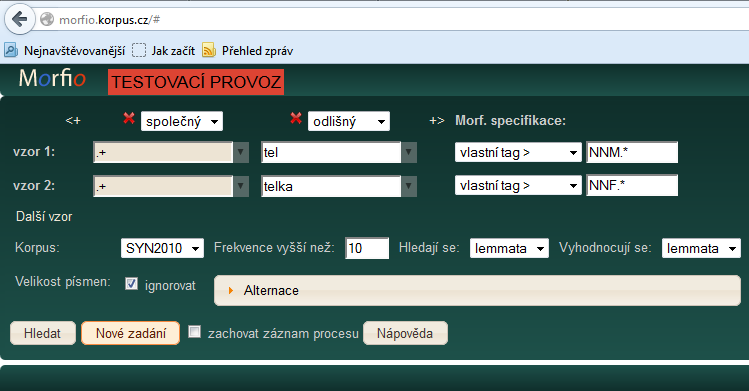 morfio.korpus.cz/#
Nejnavštěvovanější Jak začít Přehled zpráv
Morfio TESTOVACÍ PROVOZ
<+ společný odlišný +> Morf. specifikace:
vzor 1: .+ tel vlastní tag > NNM.*
vzor 2: .+ telka vlastní tag > NNF.*
Další vzor
Korpus: SYN2010 Frekvence vyšší než: 10 Hledají se: lemmata Vyhodnocují se: lemmata
Velikost písmen: ignorovat Alternace
Hledat Nové zadání zachovat záznam procesu Nápověda